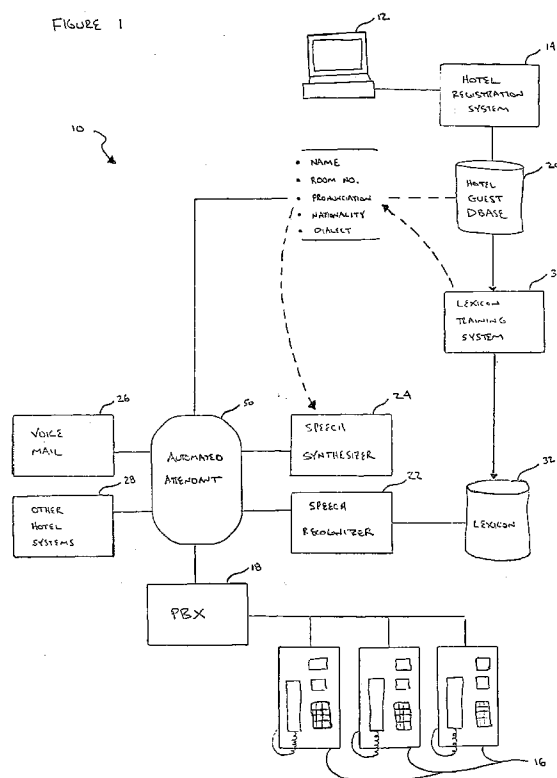 FIGURE 1
12
14
HOTEL
REGISTRATION
SYSTEM
10
• NAME
• ROOM NO.
• PRONUNCIATION
• NATIONALITY
• DIALECT
20
HOTEL
GUEST
DBASE
LEXICON
TRAINING
SYSTEM
26
VOICE
MAIL
50
AUTOMATED
ATTENDANT
24
SPEECH
SYNTHESIZER
28
OTHER
HOTEL
SYSTEMS
22
SPEECH
RECOGNIZER
32
LEXICON
18
PBX
16